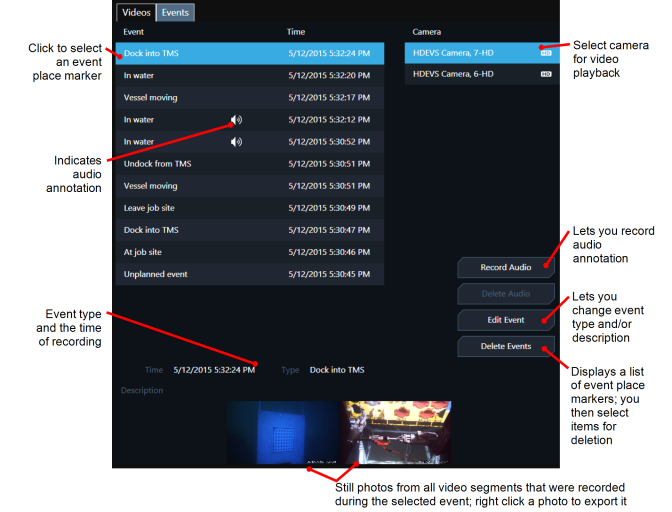 Videos Events
Event Time Camera
Dock into TMS 5/12/2015 5:32:24 PM HDEVS Camera, 7-HD HD
In water 5/12/2015 5:32:20 PM HDEVS Camera, 6-HD HD
Vessel moving 5/12/2015 5:32:17 PM
In water 5/12/2015 5:32:12 PM
In water 5/12/2015 5:30:52 PM
Undock from TMS 5/12/2015 5:30:51 PM
Vessel moving 5/12/2015 5:30:51 PM
Leave job site 5/12/2015 5:30:49 PM
Dock into TMS 5/12/2015 5:30:47 PM
At job site 5/12/2015 5:30:46 PM
Unplanned event 5/12/2015 5:30:45 PM
Record Audio
Delete Audio
Edit Event
Delete Events
Time 5/12/2015 5:32:24 PM Type Dock into TMS
Description
Click to select
an event
place marker
Indicates
audio
annotation
Event type
and the time
of recording
Select camera
for video
playback
Lets you record
audio
annotation
Lets you
change event
type and/or
description
Displays a list
of event place
markers; you
then select
items for
deletion
Still photos from all video segments that were recorded
during the selected event; right click a photo to export it